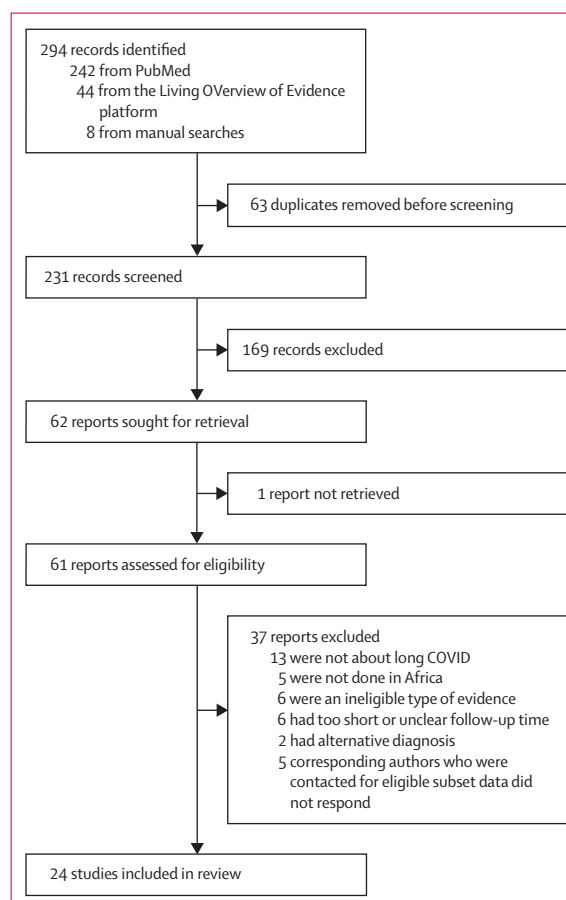 294 records identified
242 from PubMed
44 from the Living OVerview of Evidence
platform
8 from manual searches
63 duplicates removed before screening
231 records screened
169 records excluded
62 reports sought for retrieval
1 report not retrieved
61 reports assessed for eligibility
37 reports excluded
13 were not about long COVID
5 were not done in Africa
6 were an ineligible type of evidence
6 had too short or unclear follow-up time
2 had alternative diagnosis
5 corresponding authors who were
contacted for eligible subset data did
not respond
24 studies included in review